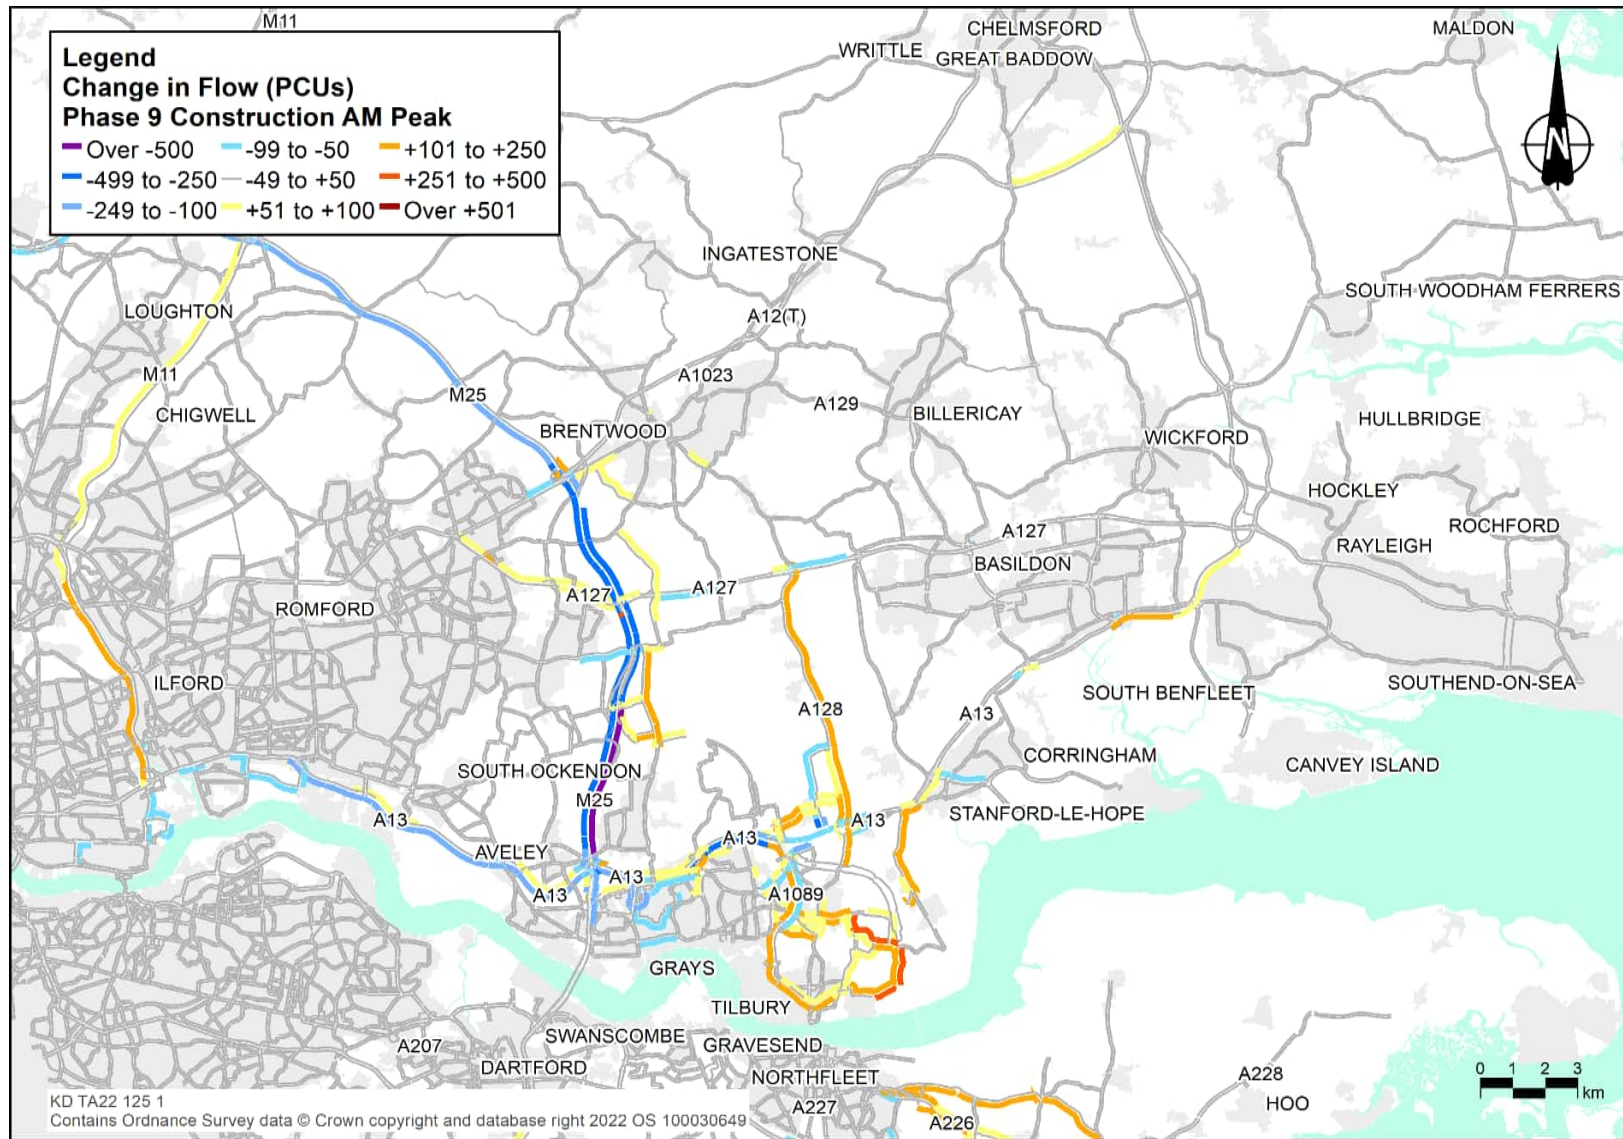 M11
CHELMSFORD
MALDON
WRITTLE
GREAT BADDOW
Legend
Change in Flow (PCUs)
Phase 9 Construction AM Peak
Over -500 -99 to -50 +101 to +250
-499 to -250 -49 to +50 +251 to +500
-249 to -100 +51 to +100 Over +501
N
INGATESTONE
SOUTH WOODHAM FERRERS
LOUGHTON
A12(T)
M11
A1023
M25
A129
CHIGWELL
BILLERICAY
HULLBRIDGE
BRENTWOOD
WICKFORD
HOCKLEY
ROCHFORD
A127
RAYLEIGH
BASILDON
A127
A127
ROMFORD
ILFORD
SOUTHEND-ON-SEA
SOUTH BENFLEET
A128
A13
CORRINGHAM
CANVEY ISLAND
SOUTH OCKENDON
M25
STANFORD-LE-HOPE
A13
A13
A13
AVELEY
A13
A13
A1089
GRAYS
TILBURY
SWANSCOMBE
A207
GRAVESEND
DARTFORD
NORTHFLEET
A228
HOO
A227
A226
0 1 2 3
km
KD TA22 125 1
Contains Ordnance Survey data © Crown copyright and database right 2022 OS 100030649